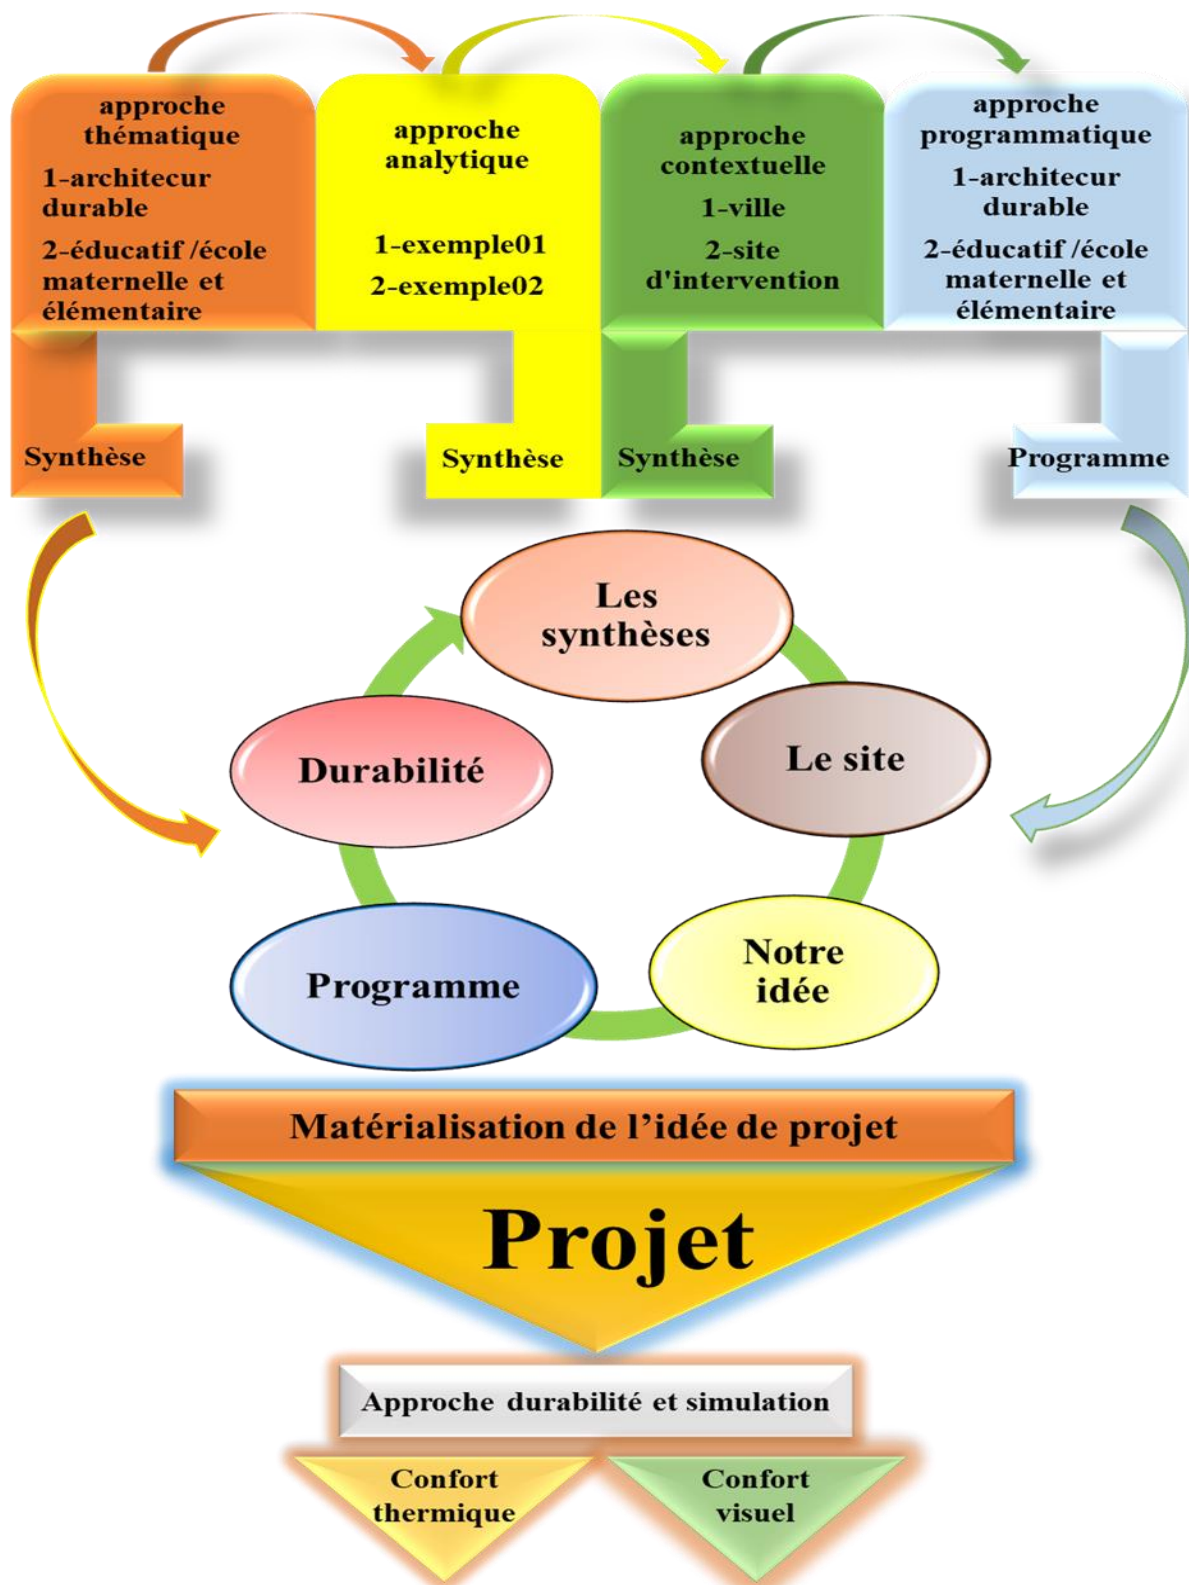 approche
thématique
1-architecur
durable
2-éducatif /école
maternelle et
élémentaire
approche
analytique
1-exemple01
2-exemple02
approche
contextuelle
1-ville
2-site
d'intervention
approche
programmatique
1-architecur
durable
2-éducatif /école
maternelle et
élémentaire
Synthèse
Synthèse
Synthèse
Programme
Les
synthèses
Le site
Notre
idée
Programme
Durabilité
Matérialisation de l’idée de projet
Projet
Approche durabilité et simulation
Confort
thermique
Confort
visuel